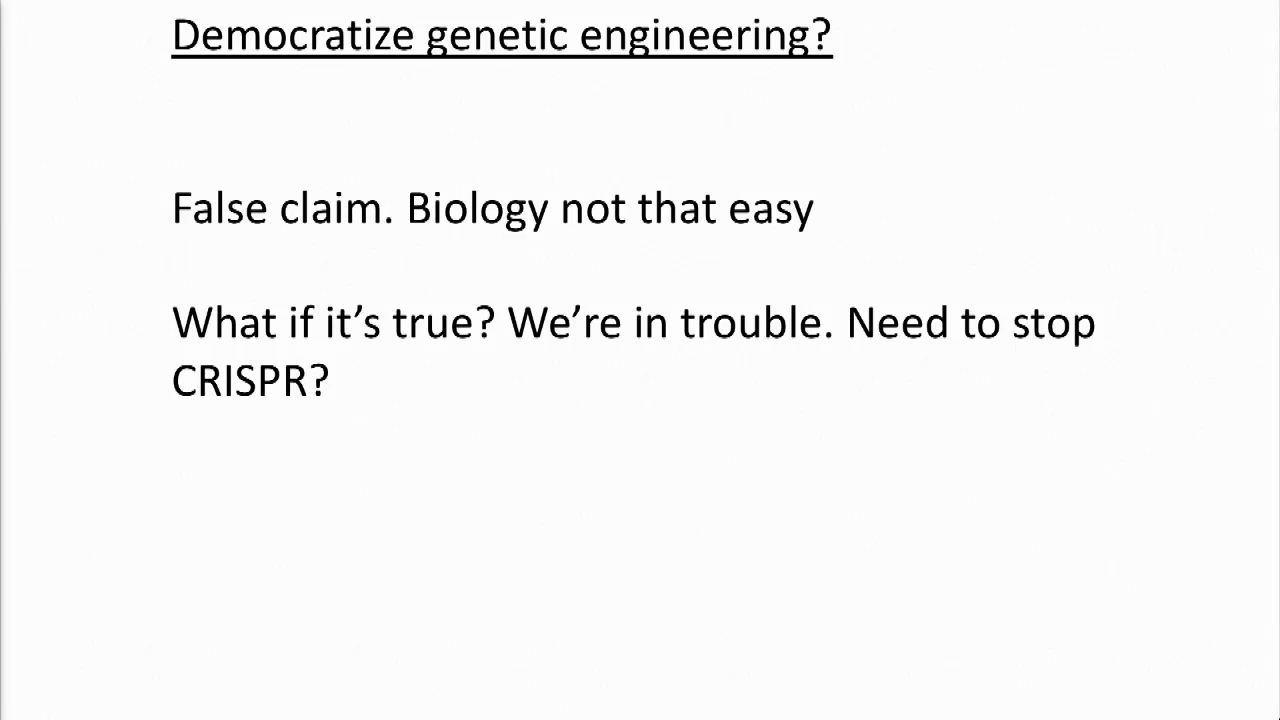 Democratize genetic engineering?
False claim. Biology not that easy
What if it’s true? We’re in trouble. Need to stop
CRISPR?